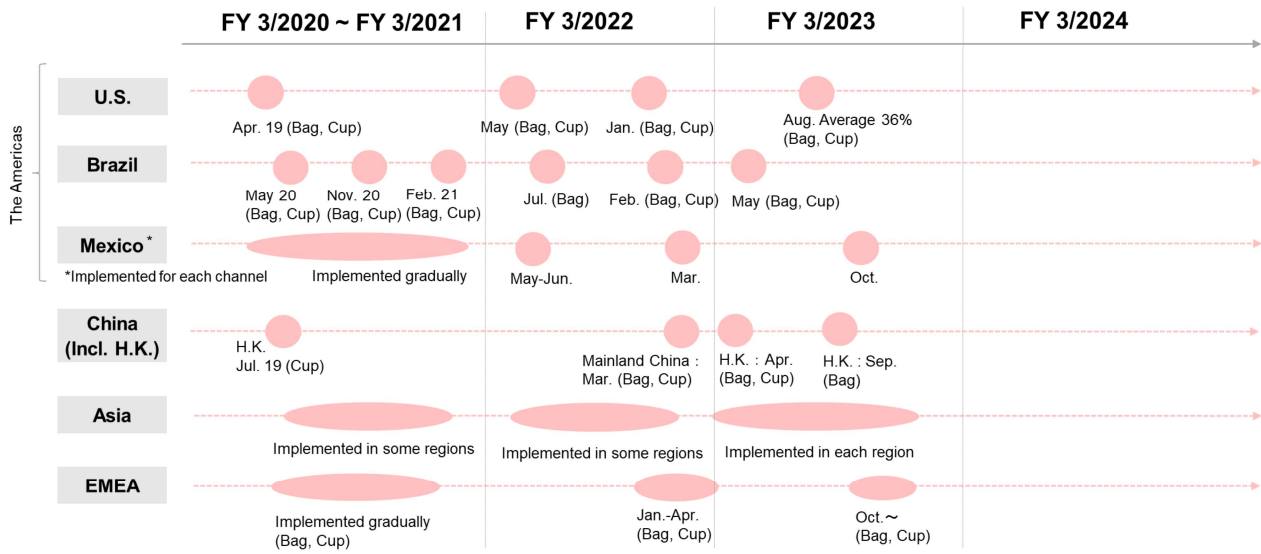 FY 3/2020 ~ FY 3/2021
FY 3/2022
FY 3/2023
FY 3/2024
The Americas
U.S.
Apr. 19 (Bag, Cup)
May (Bag, Cup)
Jan. (Bag, Cup)
Aug. Average 36%
(Bag, Cup)
Brazil
May 20
(Bag, Cup)
Nov. 20
(Bag, Cup)
Feb. 21
(Bag, Cup)
Jul. (Bag)
Feb. (Bag, Cup)
May (Bag, Cup)
Mexico*
*Implemented for each channel
Implemented gradually
May-Jun.
Mar.
Oct.
China
(Incl. H.K.)
H.K.
Jul. 19 (Cup)
Mainland China :
Mar. (Bag, Cup)
H.K. : Apr.
(Bag, Cup)
H.K. : Sep.
(Bag)
Asia
Implemented in some regions
Implemented in some regions
Implemented in each region
EMEA
Implemented gradually
(Bag, Cup)
Jan.-Apr.
(Bag, Cup)
Oct.～
(Bag, Cup)